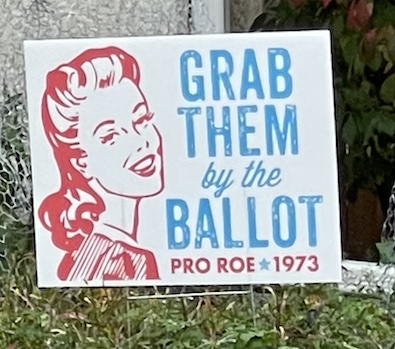 GRAB
THEM
by the
BALLOT
PRO ROE★1973